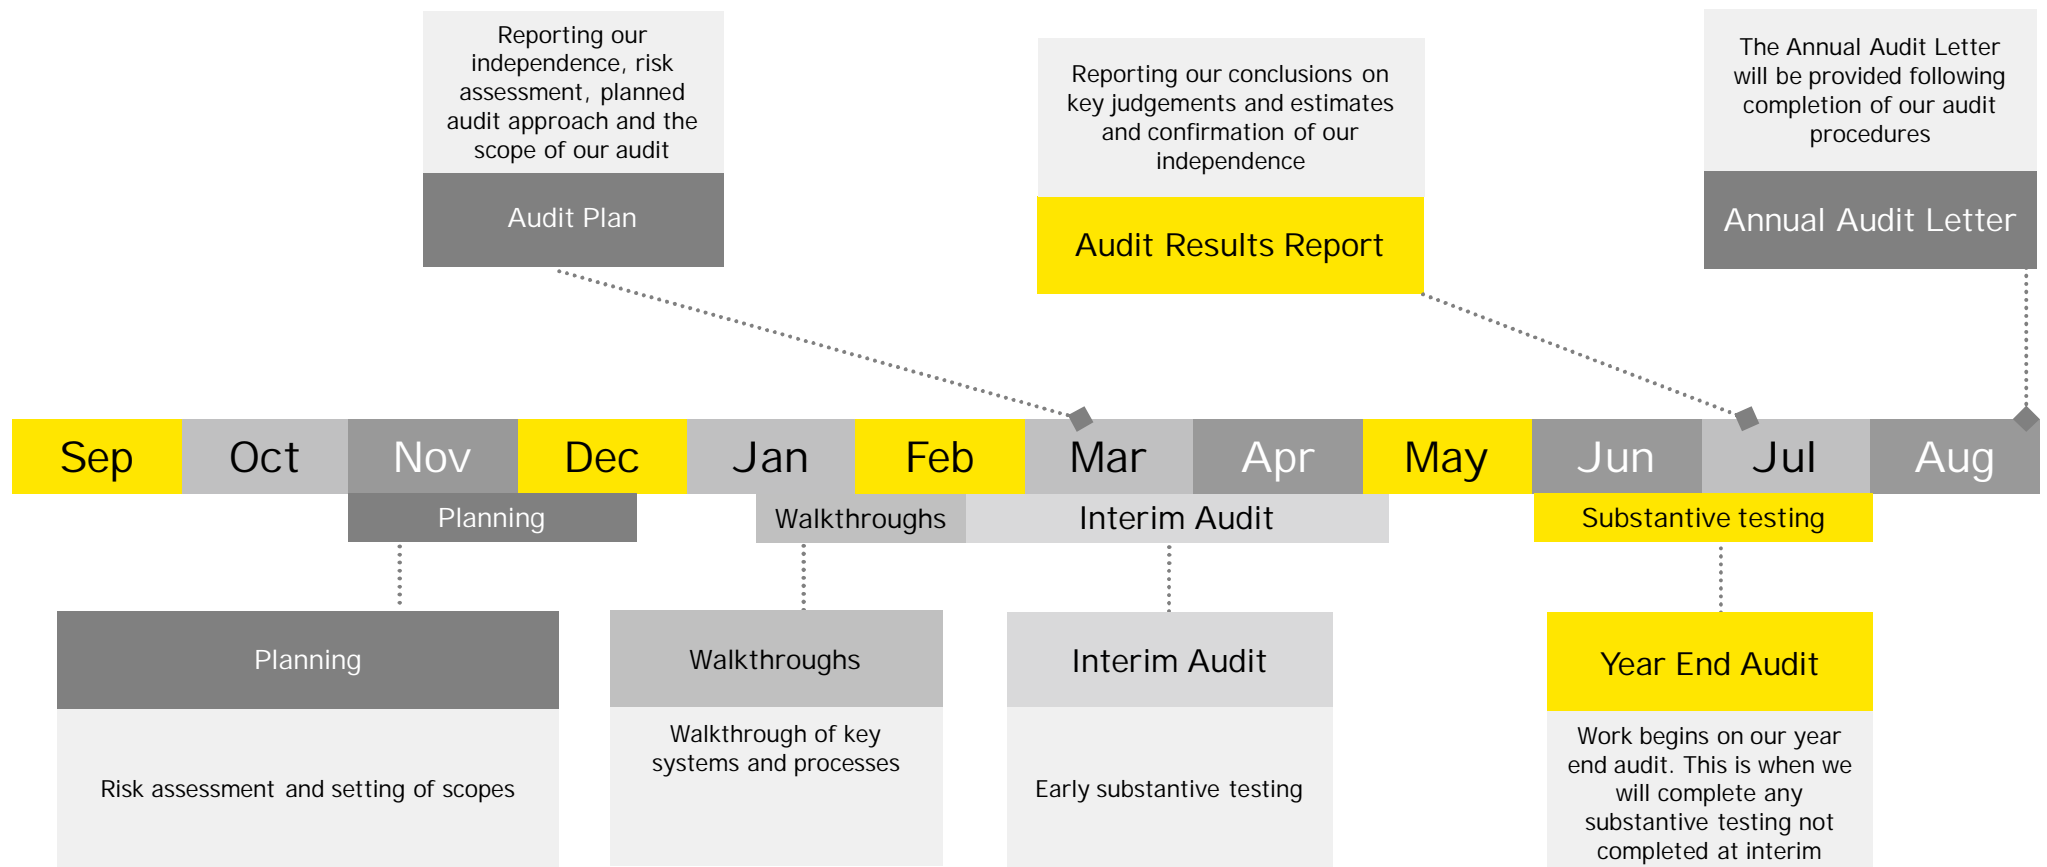 Reporting our
independence, risk
assessment, planned
audit approach and the
scope of our audit
Audit Plan
Reporting our conclusions on
key judgements and estimates
and confirmation of our
independence
Audit Results Report
The Annual Audit Letter
will be provided following
completion of our audit
procedures
Annual Audit Letter
Sep Oct Nov Dec Jan Feb Mar Apr May Jun Jul Aug
Planning Walkthroughs Interim Audit Substantive testing
Planning
Risk assessment and setting of scopes
Walkthroughs
Walkthrough of key
systems and processes
Interim Audit
Early substantive testing
Year End Audit
Work begins on our year
end audit. This is when we
will complete any
substantive testing not
completed at interim